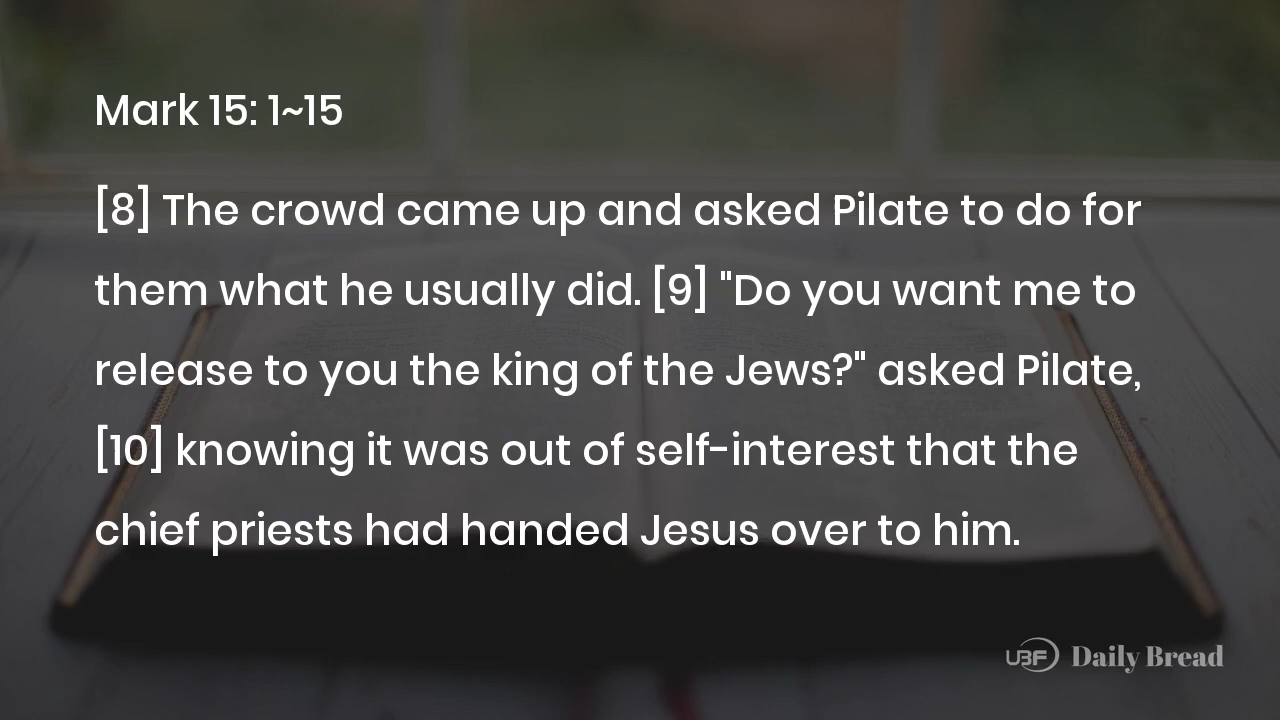 Mark 15: 1~15
[8] The crowd came up and asked Pilate to do for
them what he usually did. [9] "Do you want me to
release to you the king of the Jews?" asked Pilate,
[10] knowing it was out of self-interest that the
chief priests had handed Jesus over to him.
UBF Daily Bread